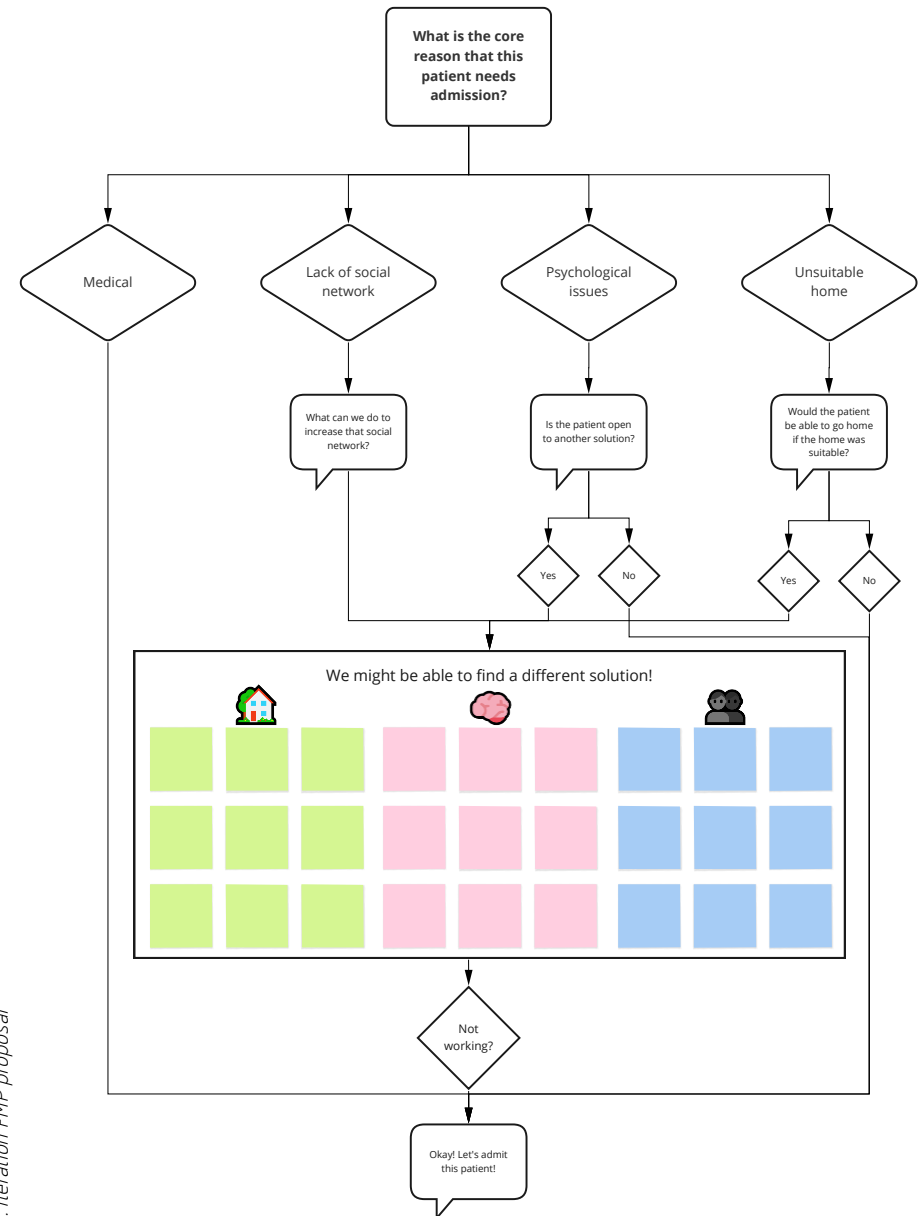 What is the core
reason that this
patient needs
admission?
Medical
Lack of social
network
Psychological
issues
Unsuitable
home
What can we do to
increase that social
network?
Is the patient open
to another solution?
Would the patient
be able to go home
if the home was
suitable?
Yes
No
Yes
No
We might be able to find a different solution!
Not
working?
Okay! Let's admit
this patient!
. iteration FMP proposal